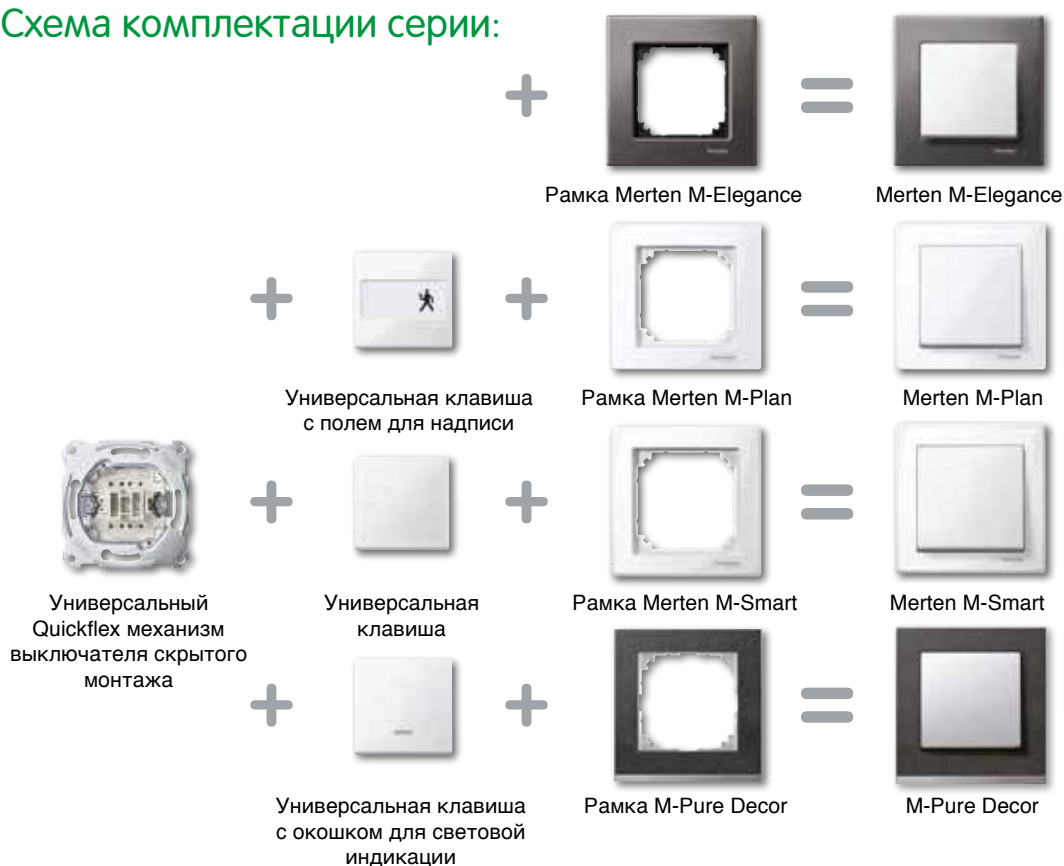 Схема комплектации серии:
Рамка Merten M-Elegance
Merten M-Elegance
Универсальная клавиша
с полем для надписи
Рамка Merten M-Plan
Merten M-Plan
Универсальный
Quickflex механизм
выключателя скрытого
монтажа
Универсальная
клавиша
Рамка Merten M-Smart
Merten M-Smart
Универсальная клавиша
с окошком для световой
индикации
Рамка M-Pure Decor
M-Pure Decor